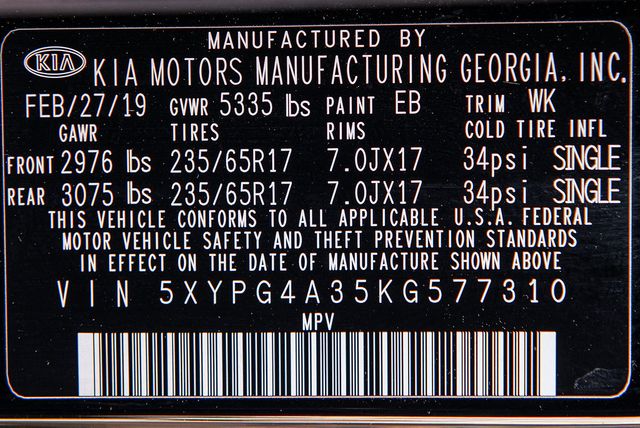 MANUFACTURED BY
KIA KIA MOTORS MANUFACTURING GEORGIA, INC.
FEB/27/19 GVWR 5335 lbs PAINT EB TRIM WK
GAWR TIRES RIMS COLD TIRE INFL
FRONT 2976 lbs 235/65R17 7.0JX17 34psi SINGLE
REAR 3075 lbs 235/65R17 7.0JX17 34psi SINGLE
THIS VEHICLE CONFORMS TO ALL APPLICABLE U.S.A. FEDERAL
MOTOR VEHICLE SAFETY AND THEFT PREVENTION STANDARDS
IN EFFECT ON THE DATE OF MANUFACTURE SHOWN ABOVE
VIN 5XYPG4A35KG577310
MPV